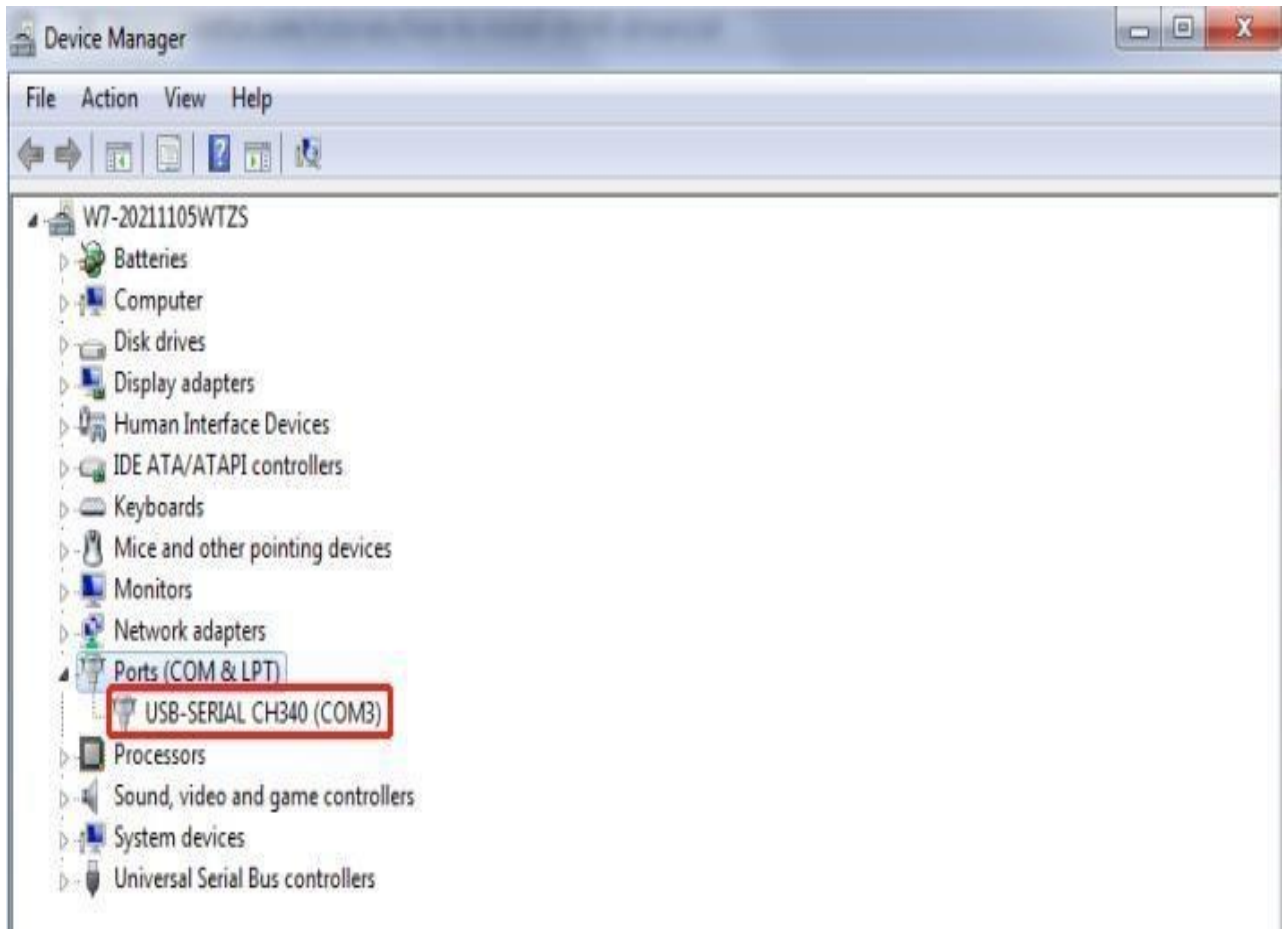 Device Manager
File Action View Help
W7-20211105WTZS
Batteries
Computer
Disk drives
Display adapters
Human Interface Devices
IDE ATA/ATAPI controllers
Keyboards
Mice and other pointing devices
Monitors
Network adapters
Ports (COM & LPT)
USB-SERIAL CH340 (COM3)
Processors
Sound, video and game controllers
System devices
Universal Serial Bus controllers